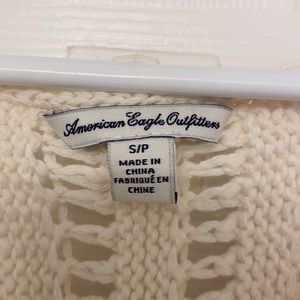 American Eagle Outfitters
S/P
MADE IN
CHINA
FABRIQUÉ EN
CHINE